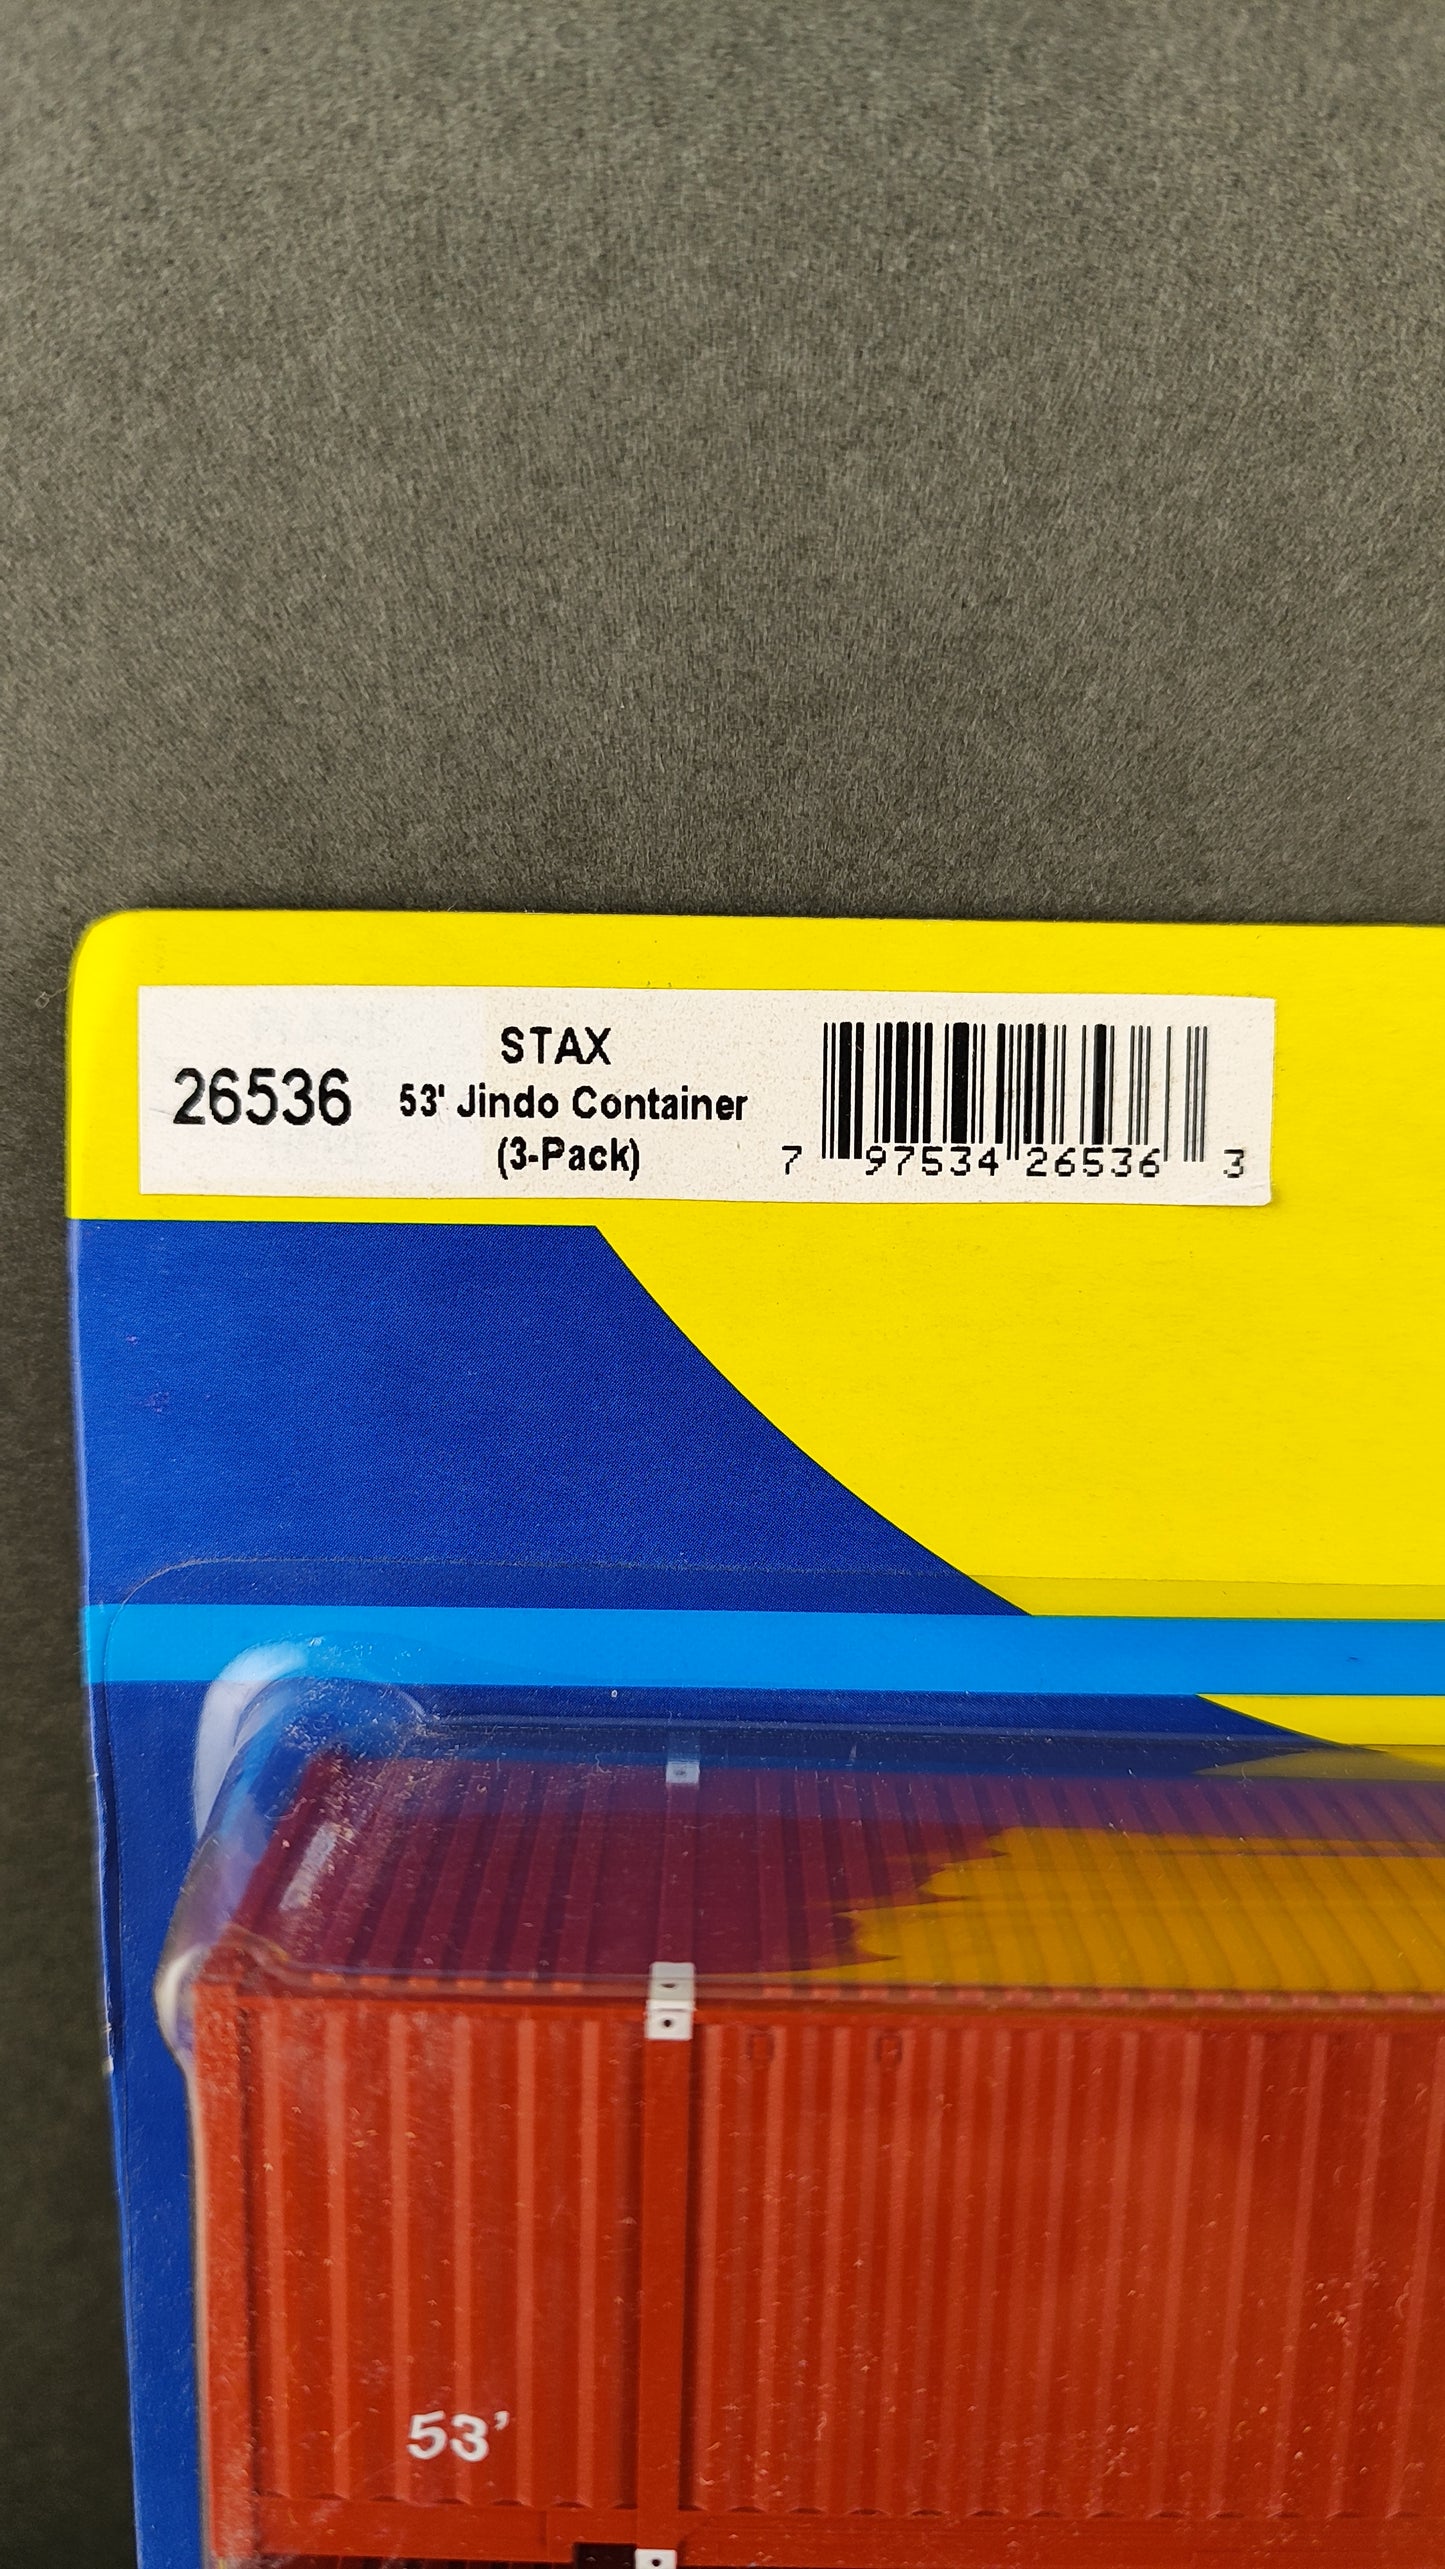 STAX
26536 53' Jindo Container
(3-Pack)
7 97534 26536 3
53'